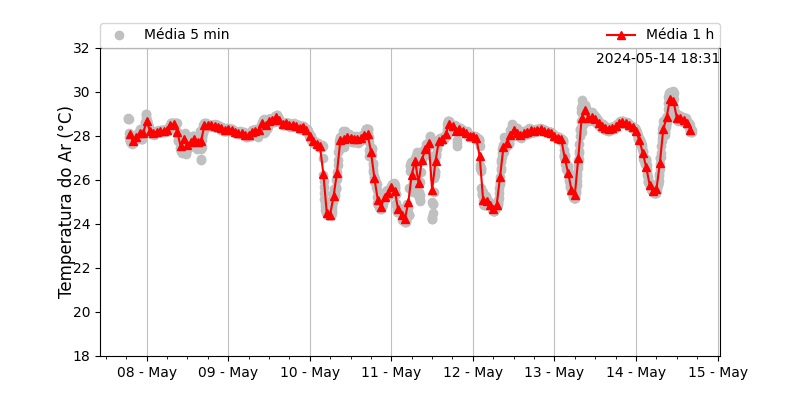 Média 5 min
Média 1 h
2024-05-14 18:31
Temperatura do Ar (°C)
32
30
28
26
24
22
20
18
08 - May
09 - May
10 - May
11 - May
12 - May
13 - May
14 - May
15 - May